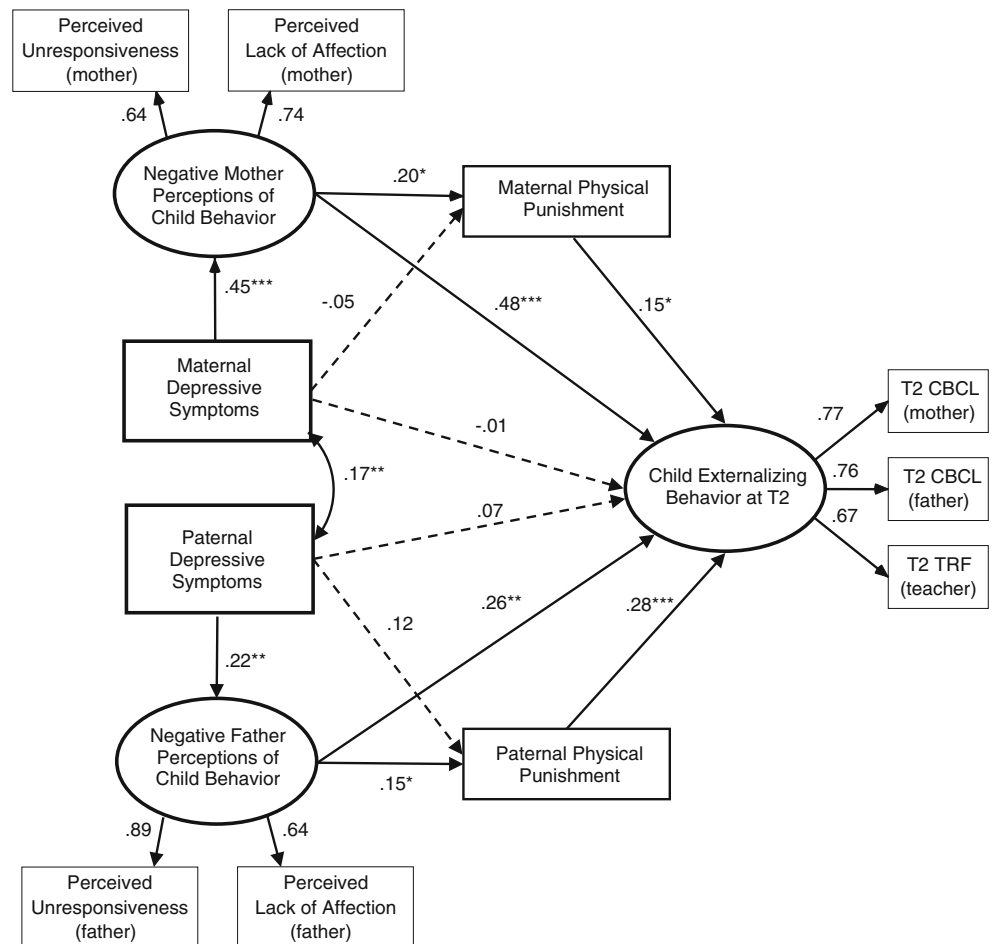 Perceived
Unresponsiveness
(mother)
Perceived
Lack of Affection
(mother)
.64
.74
Negative Mother
Perceptions of
Child Behavior
.20*
Maternal Physical
Punishment
.45***
-.05
.48***
.15*
Maternal
Depressive
Symptoms
-.01
.17**
Child Externalizing
Behavior at T2
.77
T2 CBCL
(mother)
.76
T2 CBCL
(father)
.67
T2 TRF
(teacher)
.07
Paternal
Depressive
Symptoms
.12
.26**
.28***
.22**
Negative Father
Perceptions of
Child Behavior
.15*
Paternal Physical
Punishment
.89
.64
Perceived
Unresponsiveness
(father)
Perceived
Lack of Affection
(father)